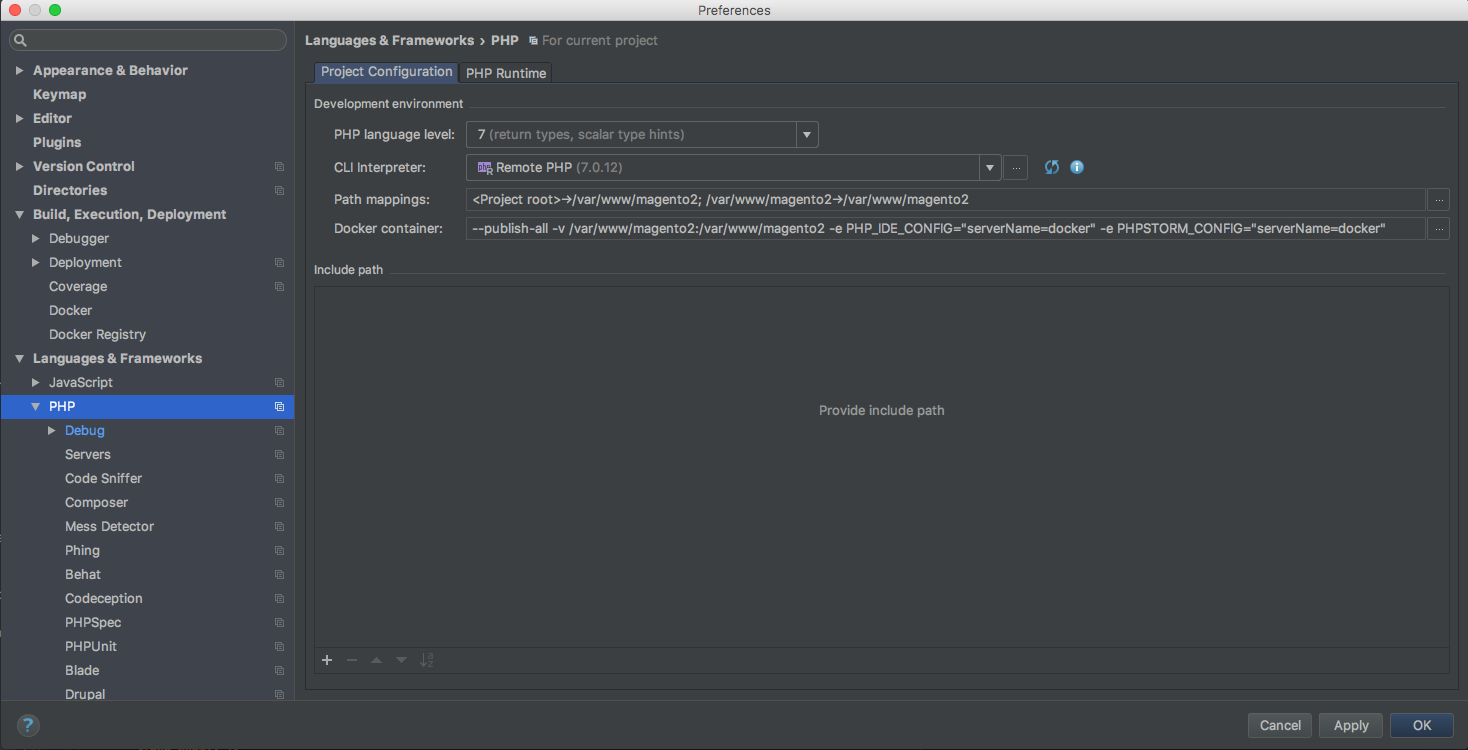 Preferences
Languages & Frameworks › PHP For current project
Appearance & Behavior
Keymap
Editor
Plugins
Version Control
Directories
Build, Execution, Deployment
Debugger
Deployment
Coverage
Docker
Docker Registry
Languages & Frameworks
JavaScript
PHP
Debug
Servers
Code Sniffer
Composer
Mess Detector
Phing
Behat
Codeception
PHPSpec
PHPUnit
Blade
Drupal
Project Configuration PHP Runtime
Development environment
PHP language level: 7 (return types, scalar type hints)
CLI Interpreter: php R Remote PHP (7.0.12) ...
Path mappings: <Project root>→/var/www/magento2; /var/www/magento2→/var/www/magento2 ...
Docker container: --publish-all -v /var/www/magento2:/var/www/magento2 -e PHP_IDE_CONFIG="serverName=docker" -e PHPSTORM_CONFIG="serverName=docker" ...
Include path
Provide include path
? Cancel Apply OK